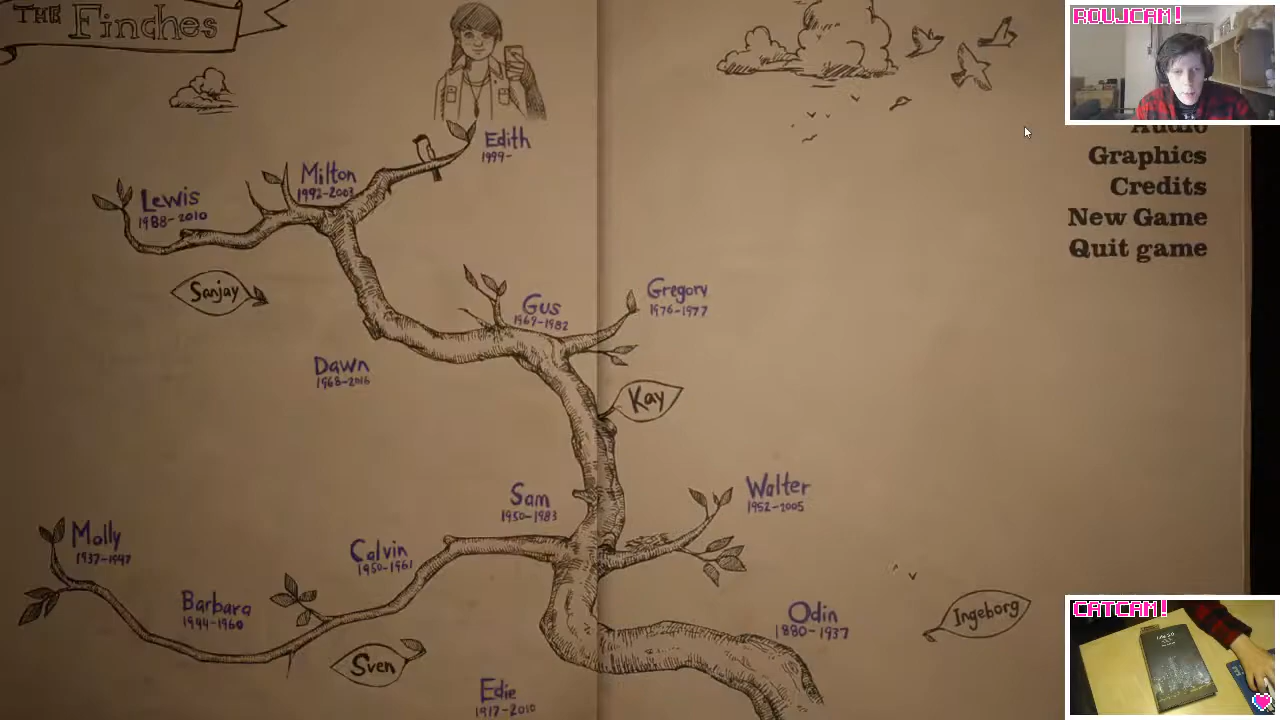 THE Finches
ROUJCAM!
Audio
Graphics
Credits
New Game
Quit game
Edith
1999-
Milton
1992-2003
Lewis
1988-2010
Sanjay
Gus
1969-1982
Gregory
1976-1977
Dawn
1968-2016
Kay
Sam
1950-1983
Walter
1952-2005
Molly
1937-1947
Calvin
1950-1961
Barbara
1944-1960
Sven
Odin
1880-1937
Ingeborg
Edie
1917-2010
CATCAM!